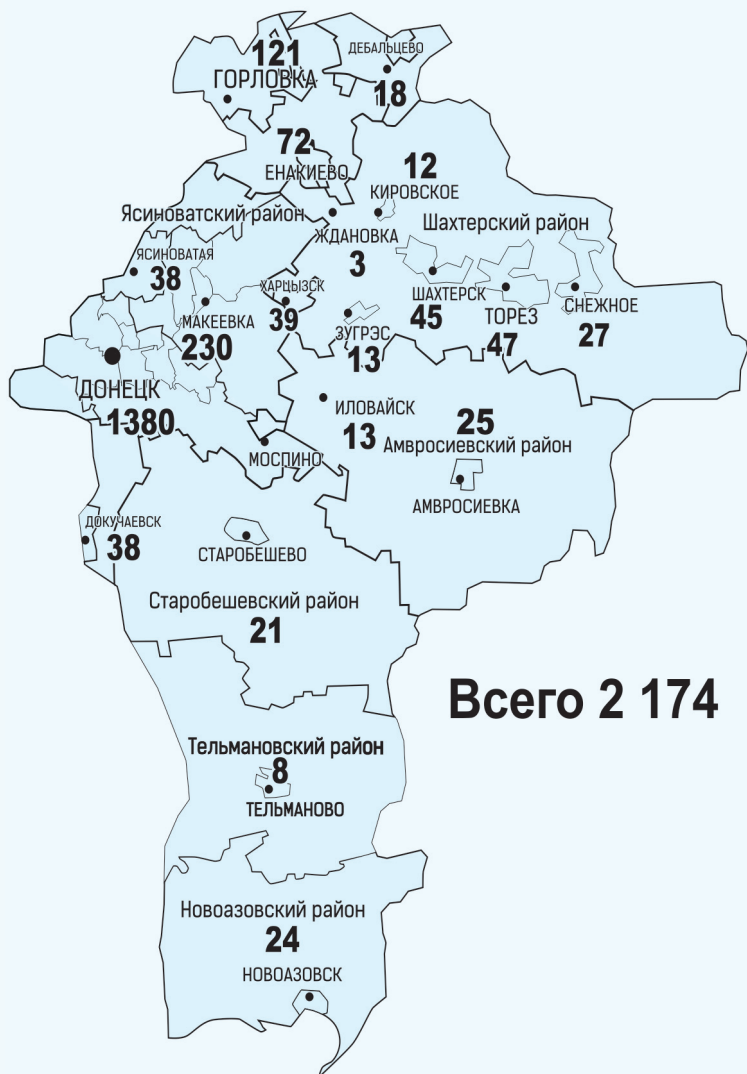 121
ГОРЛОВКА
ДЕБАЛЬЦЕВО
18
72
ЕНАКИЕВО
12
КИРОВСКОЕ
Ясиноватский район
ЖДАНОВКА
3
Шахтерский район
ЯСИНОВАТАЯ
38
МАКЕЕВКА
230
ХАРЦЫЗСК
39
ЗУГРЭС
13
ШАХТЕРСК
45
ТОРЕЗ
47
СНЕЖНОЕ
27
ДОНЕЦК
1380
МОСПИНО
ИЛОВАЙСК
13
25
Амвросиевский район
АМВРОСИЕВКА
ДОКУЧАЕВСК
38
СТАРОБЕШЕВО
Старобешевский район
21
Всего 2 174
Тельмановский район
8
ТЕЛЬМАНОВО
Новоазовский район
24
НОВОАЗОВСК